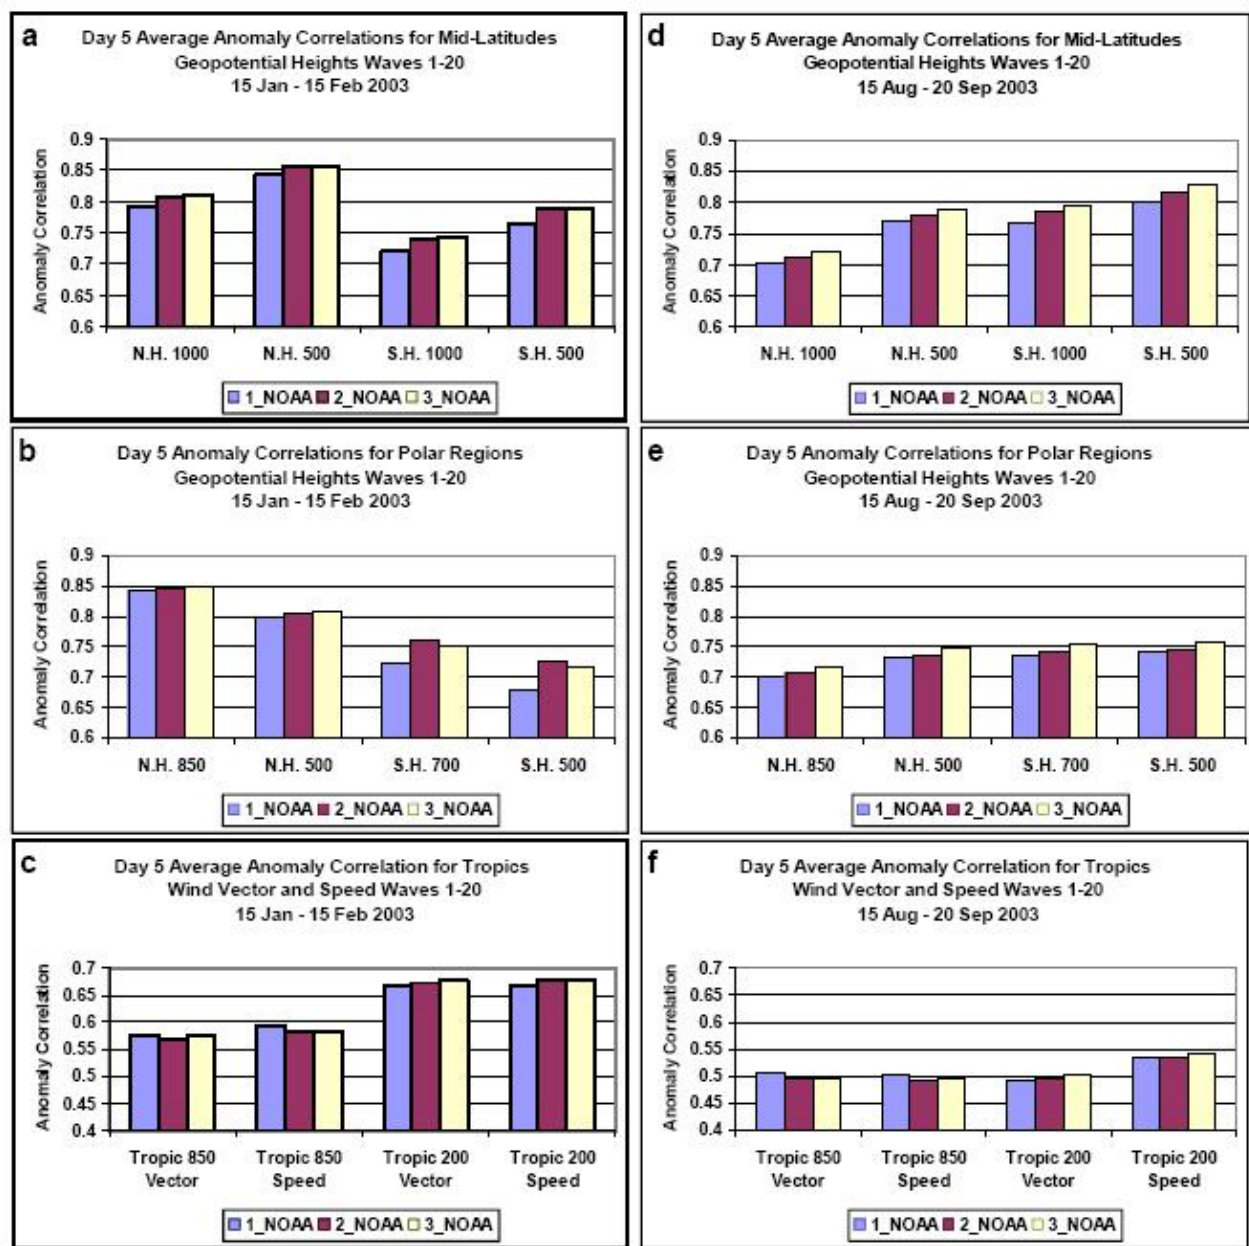 a
Day 5 Average Anomaly Correlations for Mid-Latitudes
Geopotential Heights Waves 1-20
15 Jan - 15 Feb 2003
Anomaly Correlation
0.9
0.85
0.8
0.75
0.7
0.65
0.6
N.H. 1000 N.H. 500 S.H. 1000 S.H. 500
1_NOAA 2_NOAA 3_NOAA
d
Day 5 Average Anomaly Correlations for Mid-Latitudes
Geopotential Heights Waves 1-20
15 Aug - 20 Sep 2003
Anomaly Correlation
0.9
0.85
0.8
0.75
0.7
0.65
0.6
N.H. 1000 N.H. 500 S.H. 1000 S.H. 500
1_NOAA 2_NOAA 3_NOAA
b
Day 5 Anomaly Correlations for Polar Regions
Geopotential Heights Waves 1-20
15 Jan - 15 Feb 2003
Anomaly Correlation
0.9
0.85
0.8
0.75
0.7
0.65
0.6
N.H. 850 N.H. 500 S.H. 700 S.H. 500
1_NOAA 2_NOAA 3_NOAA
e
Day 5 Anomaly Correlations for Polar Regions
Geopotential Heights Waves 1-20
15 Aug - 20 Sep 2003
Anomaly Correlation
0.9
0.85
0.8
0.75
0.7
0.65
0.6
N.H. 850 N.H. 500 S.H. 700 S.H. 500
1_NOAA 2_NOAA 3_NOAA
c
Day 5 Average Anomaly Correlation for Tropics
Wind Vector and Speed Waves 1-20
15 Jan - 15 Feb 2003
Anomaly Correlation
0.7
0.65
0.6
0.55
0.5
0.45
0.4
Tropic 850 Tropic 850 Tropic 200 Tropic 200
Vector Speed Vector Speed
1_NOAA 2_NOAA 3_NOAA
f
Day 5 Average Anomaly Correlation for Tropics
Wind Vector and Speed Waves 1-20
15 Aug - 20 Sep 2003
Anomaly Correlation
0.7
0.65
0.6
0.55
0.5
0.45
0.4
Tropic 850 Tropic 850 Tropic 200 Tropic 200
Vector Speed Vector Speed
1_NOAA 2_NOAA 3_NOAA